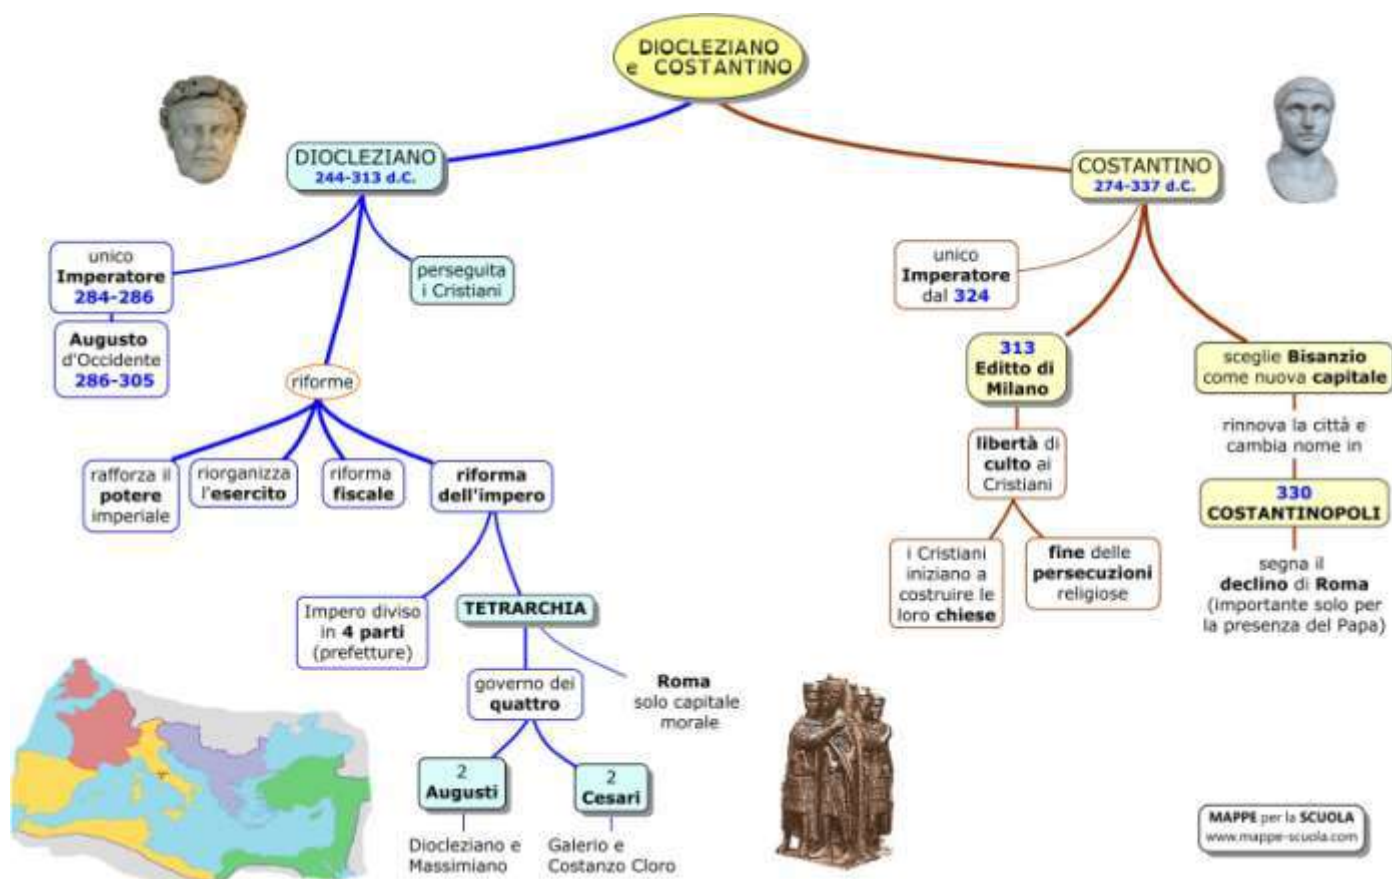 DIOCLEZIANO
e COSTANTINO
DIOCLEZIANO
244-313 d.C.
unico
Imperatore
284-286
Augusto
d'Occidente
286-305
perseguita
i Cristiani
riforme
rafforza il
potere
imperiale
riorganizza
l'esercito
riforma
fiscale
riforma
dell'impero
Impero diviso
in 4 parti
(prefetture)
TETRARCHIA
governo dei
quattro
Roma
solo capitale
morale
2
Augusti
Diocleziano e
Massimiano
2
Cesari
Galerio e
Costanzo Cloro
COSTANTINO
274-337 d.C.
unico
Imperatore
dal 324
313
Editto di
Milano
libertà di
culto ai
Cristiani
i Cristiani
iniziano a
costruire le
loro chiese
fine delle
persecuzioni
religiose
sceglie Bisanzio
come nuova capitale
rinnova la città e
cambia nome in
330
COSTANTINOPOLI
segna il
declino di Roma
(importante solo per
la presenza del Papa)
MAPPE per la SCUOLA
www.mappe-scuola.com